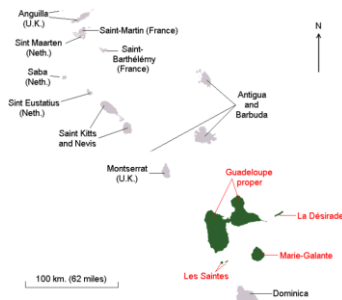 Anguilla
(U.K.)
Saint-Martin (France)
N
Sint Maarten
(Neth.)
Saint-
Barthélémy
(France)
Saba
(Neth.)
Sint Eustatius
(Neth.)
Antigua
and
Barbuda
Saint Kitts
and Nevis
Montserrat
(U.K.)
Guadeloupe
proper
La Désirade
Marie-Galante
Les Saintes
100 km. (62 miles)
Dominica